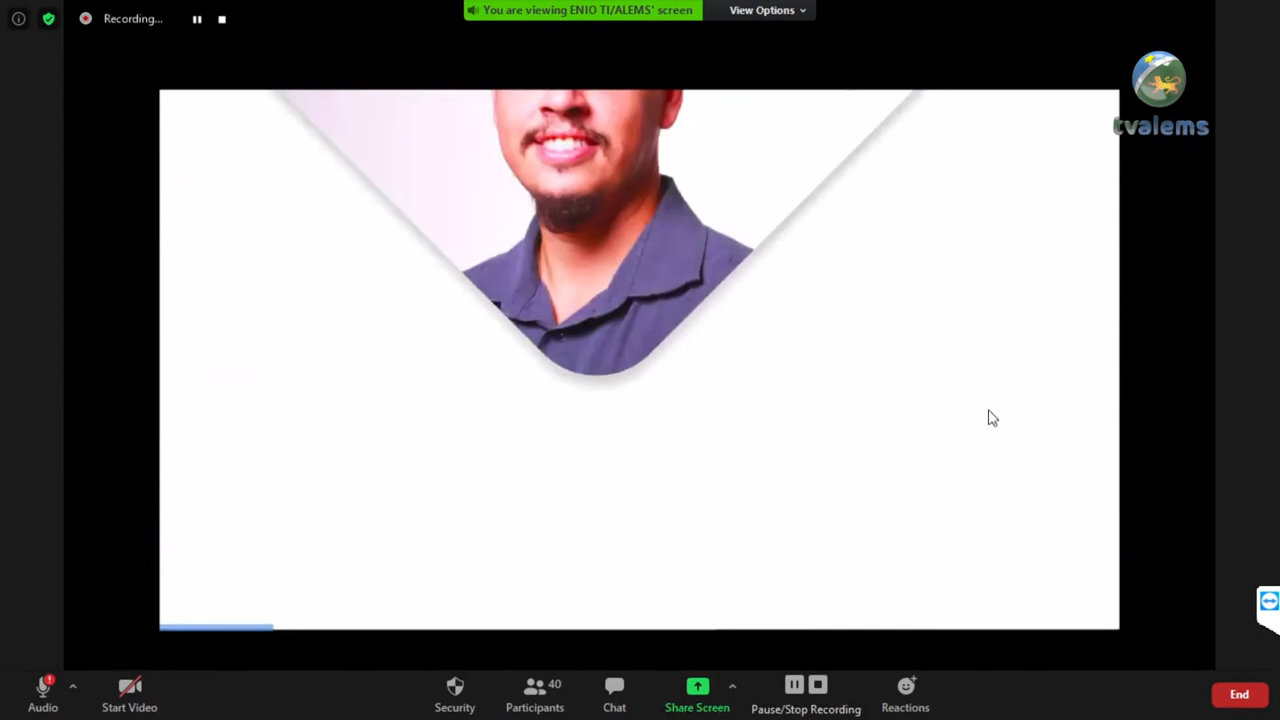 Recording...
You are viewing ENIO TI/ALEMS' screen
View Options
tvalems
Audio
Start Video
Security
40
Participants
Chat
Share Screen
Pause/Stop Recording
Reactions
End